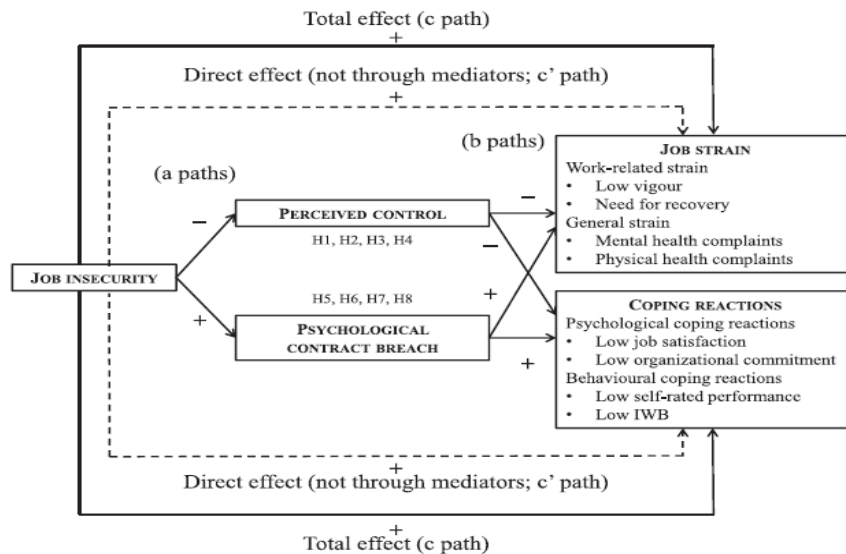 Total effect (c path)
+
Direct effect (not through mediators; c' path)
+
(b paths)
JOB STRAIN
Work-related strain
• Low vigour
• Need for recovery
General strain
• Mental health complaints
• Physical health complaints
(a paths)
−
PERCEIVED CONTROL
−
H1, H2, H3, H4
−
JOB INSECURITY
H5, H6, H7, H8
+
+
PSYCHOLOGICAL
CONTRACT BREACH
+
COPING REACTIONS
Psychological coping reactions
• Low job satisfaction
• Low organizational commitment
Behavioural coping reactions
• Low self-rated performance
• Low IWB
+
Direct effect (not through mediators; c' path)
+
Total effect (c path)